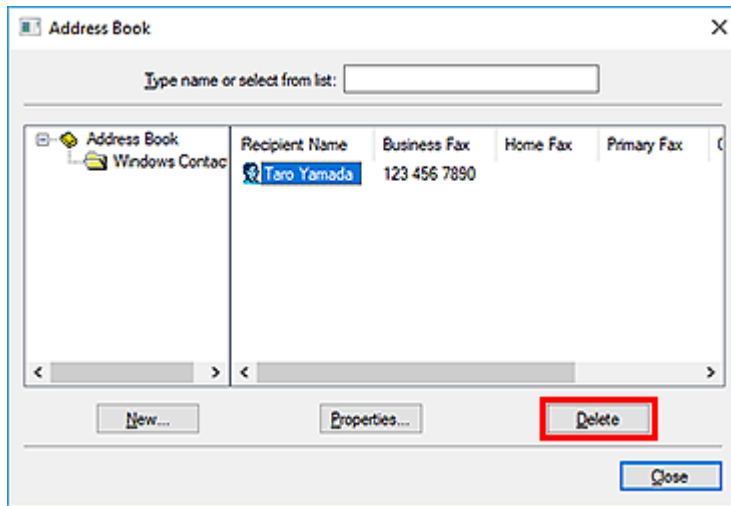 Address Book
Type name or select from list:
Address Book
Windows Contac
Recipient Name Business Fax Home Fax Primary Fax
Taro Yamada 123 456 7890
New... Properties... Delete
Close